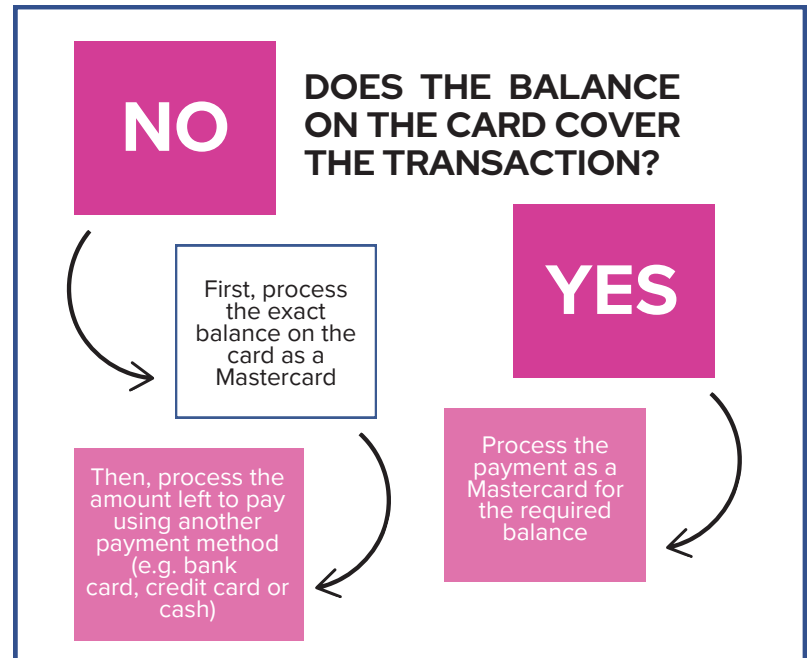 NO
DOES THE BALANCE
ON THE CARD COVER
THE TRANSACTION?
First, process
the exact
balance on the
card as a
Mastercard
Then, process the
amount left to pay
using another
payment method
(e.g. bank
card, credit card or
cash)
YES
Process the
payment as a
Mastercard for
the required
balance